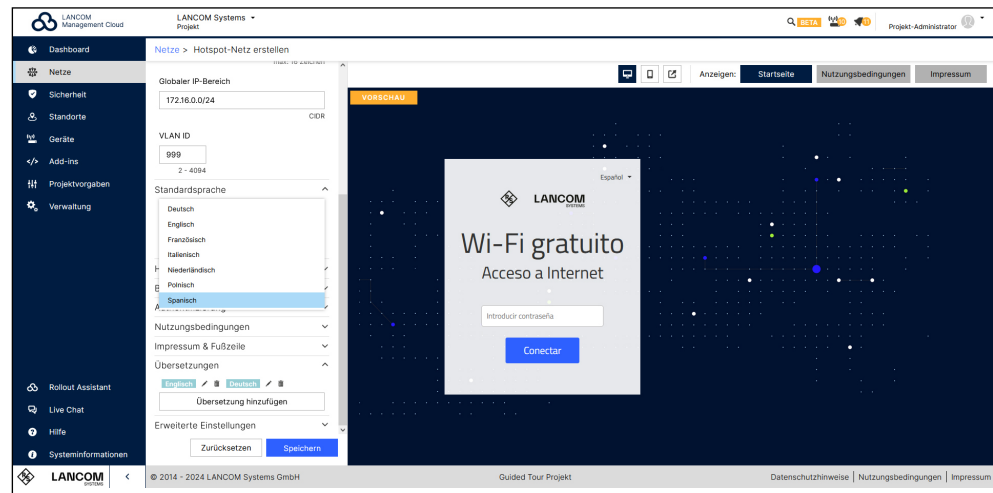 LANCOM
Management Cloud
LANCOM Systems
Projekt
BETA
Projekt-Administrator
Dashboard
Netze
Sicherheit
Standorte
Geräte
Add-ins
Projektvorgaben
Verwaltung
Rollout Assistant
Live Chat
Hilfe
Systeminformationen
LANCOM
SYSTEMS
Netze > Hotspot-Netz erstellen
Globaler IP-Bereich
172.16.0.0/24
CIDR
VLAN ID
999
2 - 4094
Standardsprache
Deutsch
Englisch
Französisch
Italienisch
Niederländisch
Polnisch
Spanisch
Nutzungsbedingungen
Impressum & Fußzeile
Übersetzungen
Englisch Deutsch
Übersetzung hinzufügen
Erweiterte Einstellungen
Zurücksetzen Speichern
Anzeigen: Startseite Nutzungsbedingungen Impressum
VORSCHAU
Español
LANCOM
SYSTEMS
Wi-Fi gratuito
Acceso a Internet
Introducir contraseña
Conectar
© 2014 - 2024 LANCOM Systems GmbH
Guided Tour Projekt
Datenschutzhinweise | Nutzungsbedingungen | Impressum